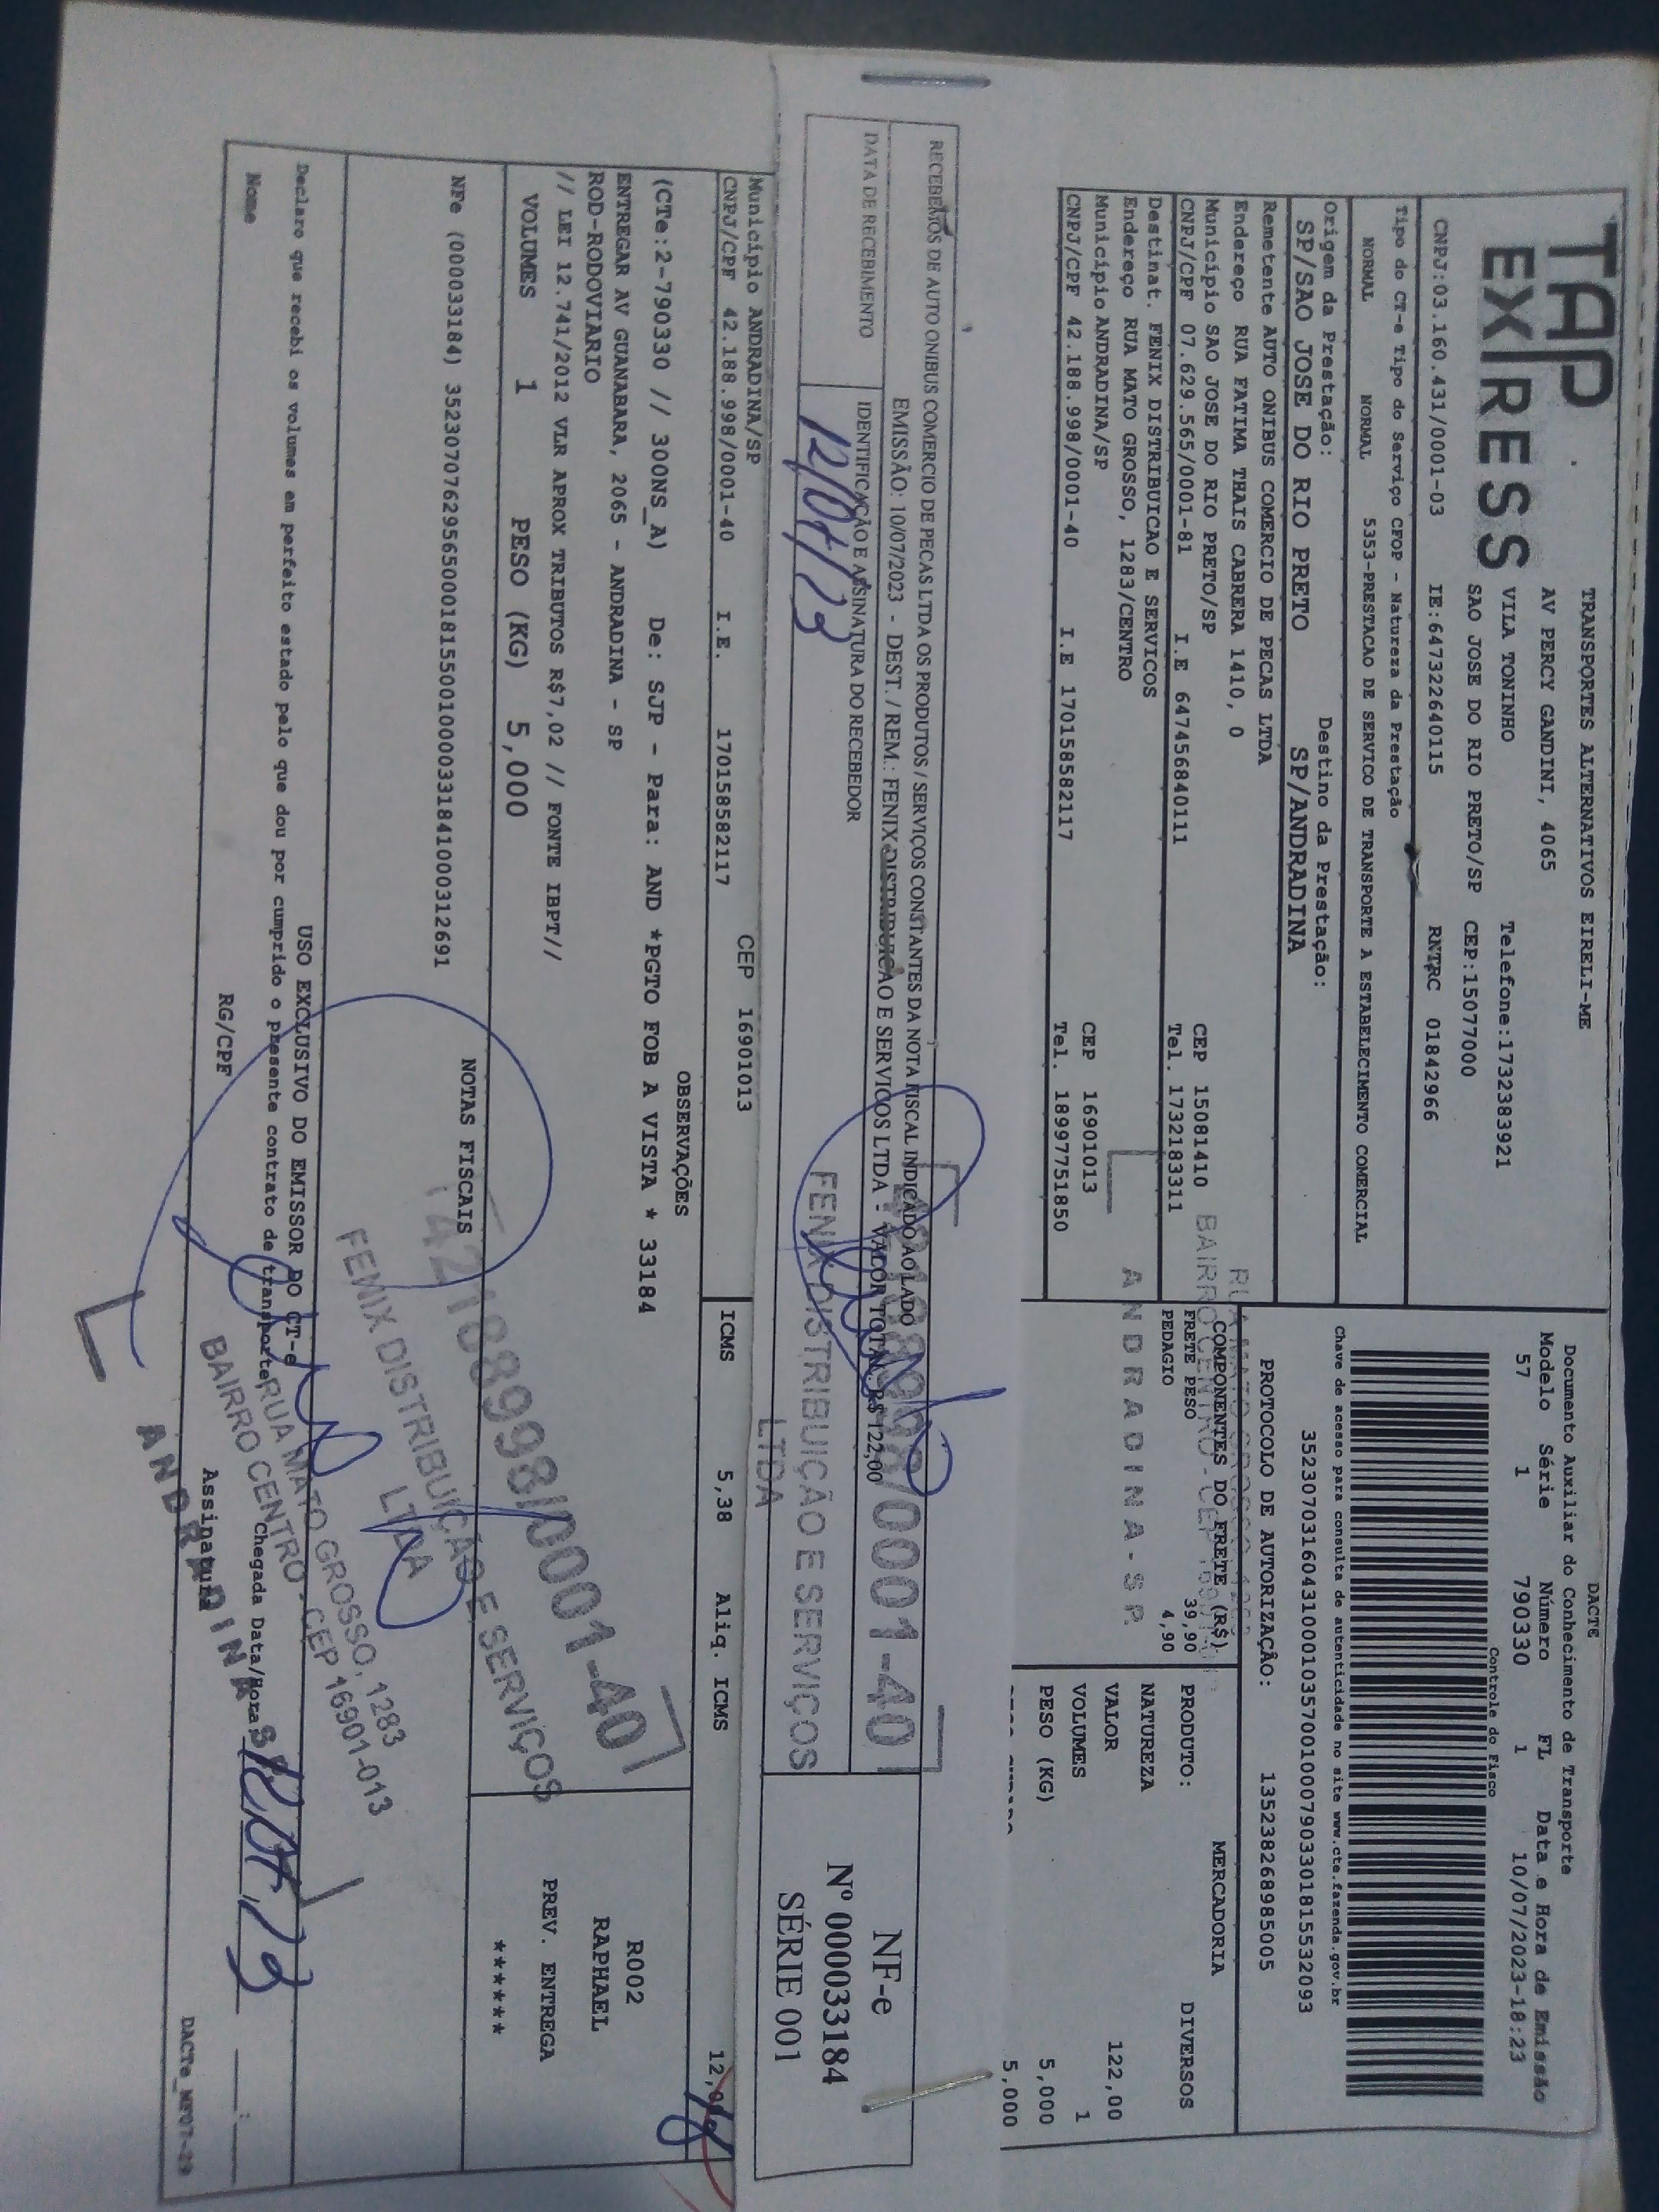 TAP
EXPRESS
TRANSPORTES ALTERNATIVOS EIRELI-ME
AV PERCY GANDINI, 4065
VILA TONINHO Telefone:1732383921
SAO JOSE DO RIO PRETO/SP CEP:15077000
CNPJ:03.160.431/0001-03 IE:647322640115 RNTRC 01842966
Tipo do CT-e Tipo do Serviço CFOP - Natureza da Prestação
NORMAL NORMAL 5353-PRESTACAO DE SERVICO DE TRANSPORTE A ESTABELECIMENTO COMERCIAL
Origem da Prestação: Destino da Prestação:
SP/SAO JOSE DO RIO PRETO SP/ANDRADINA
Remetente AUTO ONIBUS COMERCIO DE PECAS LTDA
Endereço RUA FATIMA THAIS CABRERA 1410, 0
Município SAO JOSE DO RIO PRETO/SP CEP 15081410
CNPJ/CPF 07.629.565/0001-81 I.E 647456840111 Tel. 1732183311
Destinat. FENIX DISTRIBUICAO E SERVICOS
Endereço RUA MATO GROSSO, 1283/CENTRO
Município ANDRADINA/SP CEP 16901013
CNPJ/CPF 42.188.998/0001-40 I.E 170158582117 Tel. 18997751850
DACTE
Documento Auxiliar do Conhecimento de Transporte
Modelo Série Número FL Data e Hora de Emissão
57 1 790330 1 10/07/2023-18:23
Controle do Fisco
Chave de acesso para consulta de autenticidade no site www.cte.fazenda.gov.br
35230703160431000103570010007903301815532093
PROTOCOLO DE AUTORIZAÇÃO: 135238268985005
COMPONENTES DO FRETE (R$)
FRETE PESO 39,90
PEDAGIO 4,90
MERCADORIA
PRODUTO: DIVERSOS
NATUREZA
VALOR 122,00
VOLUMES 1
PESO (KG) 5,000
5,000
BAIRRO CENTRO - CEP
ANDRADINA - SP
RECEBEMOS DE AUTO ONIBUS COMERCIO DE PECAS LTDA OS PRODUTOS / SERVIÇOS CONSTANTES DA NOTA FISCAL INDICADO AO LADO
EMISSÃO: 10/07/2023 - DEST. / REM.: FENIX DISTRIBUICAO E SERVICOS LTDA - VALOR TOTAL: R$ 122,00
DATA DE RECEBIMENTO IDENTIFICAÇÃO E ASSINATURA DO RECEBEDOR
12/07/23
42188998/0001-40
FENIX DISTRIBUIÇÃO E SERVIÇOS
LTDA
NF-e
Nº 000033184
SÉRIE 001
Município ANDRADINA/SP CEP 16901013
CNPJ/CPF 42.188.998/0001-40 I.E. 170158582117
ICMS 5,38 Aliq. ICMS
OBSERVAÇÕES
(CTe:2-790330 // 300NS_A) De: SJP - Para: AND *PGTO FOB A VISTA * 33184
ENTREGAR AV GUANABARA, 2065 - ANDRADINA - SP
ROD-RODOVIARIO
// LEI 12.741/2012 VLR APROX TRIBUTOS R$7,02 // FONTE IBPT//
VOLUMES 1 PESO (KG) 5,000
R002
RAPHAEL
PREV. ENTREGA
******
NOTAS FISCAIS
NFe (00033184) 35230707629565000181550010000331841000312691
42188998/0001-40
FENIX DISTRIBUIÇÃO E SERVIÇOS
LTDA
RUA MATO GROSSO, 1283
BAIRRO CENTRO - CEP 16901-013
ANDRADINA
USO EXCLUSIVO DO EMISSOR DO CT-e
Declaro que recebi os volumes em perfeito estado pelo que dou por cumprido o presente contrato de transporte
Chegada Data/Hora 12/07/23
Nome RG/CPF Assinatura
DACTe_MF07-29